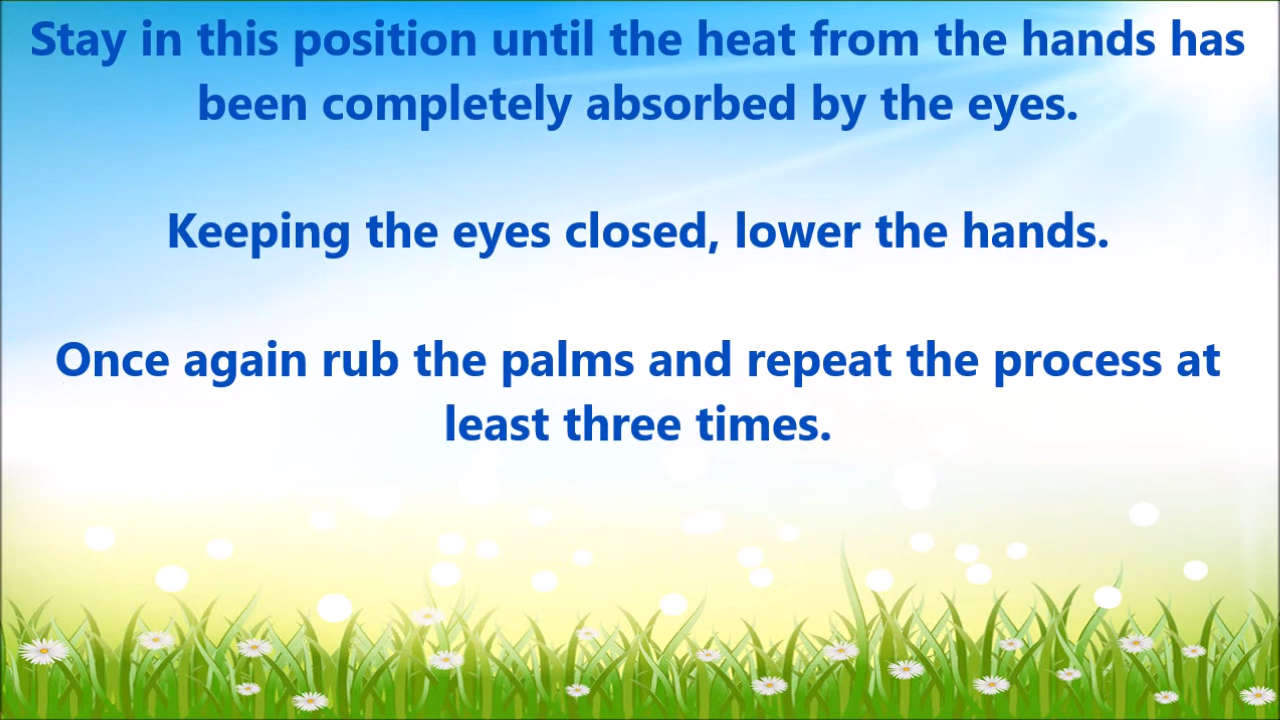 Stay in this position until the heat from the hands has
been completely absorbed by the eyes.
Keeping the eyes closed, lower the hands.
Once again rub the palms and repeat the process at
least three times.